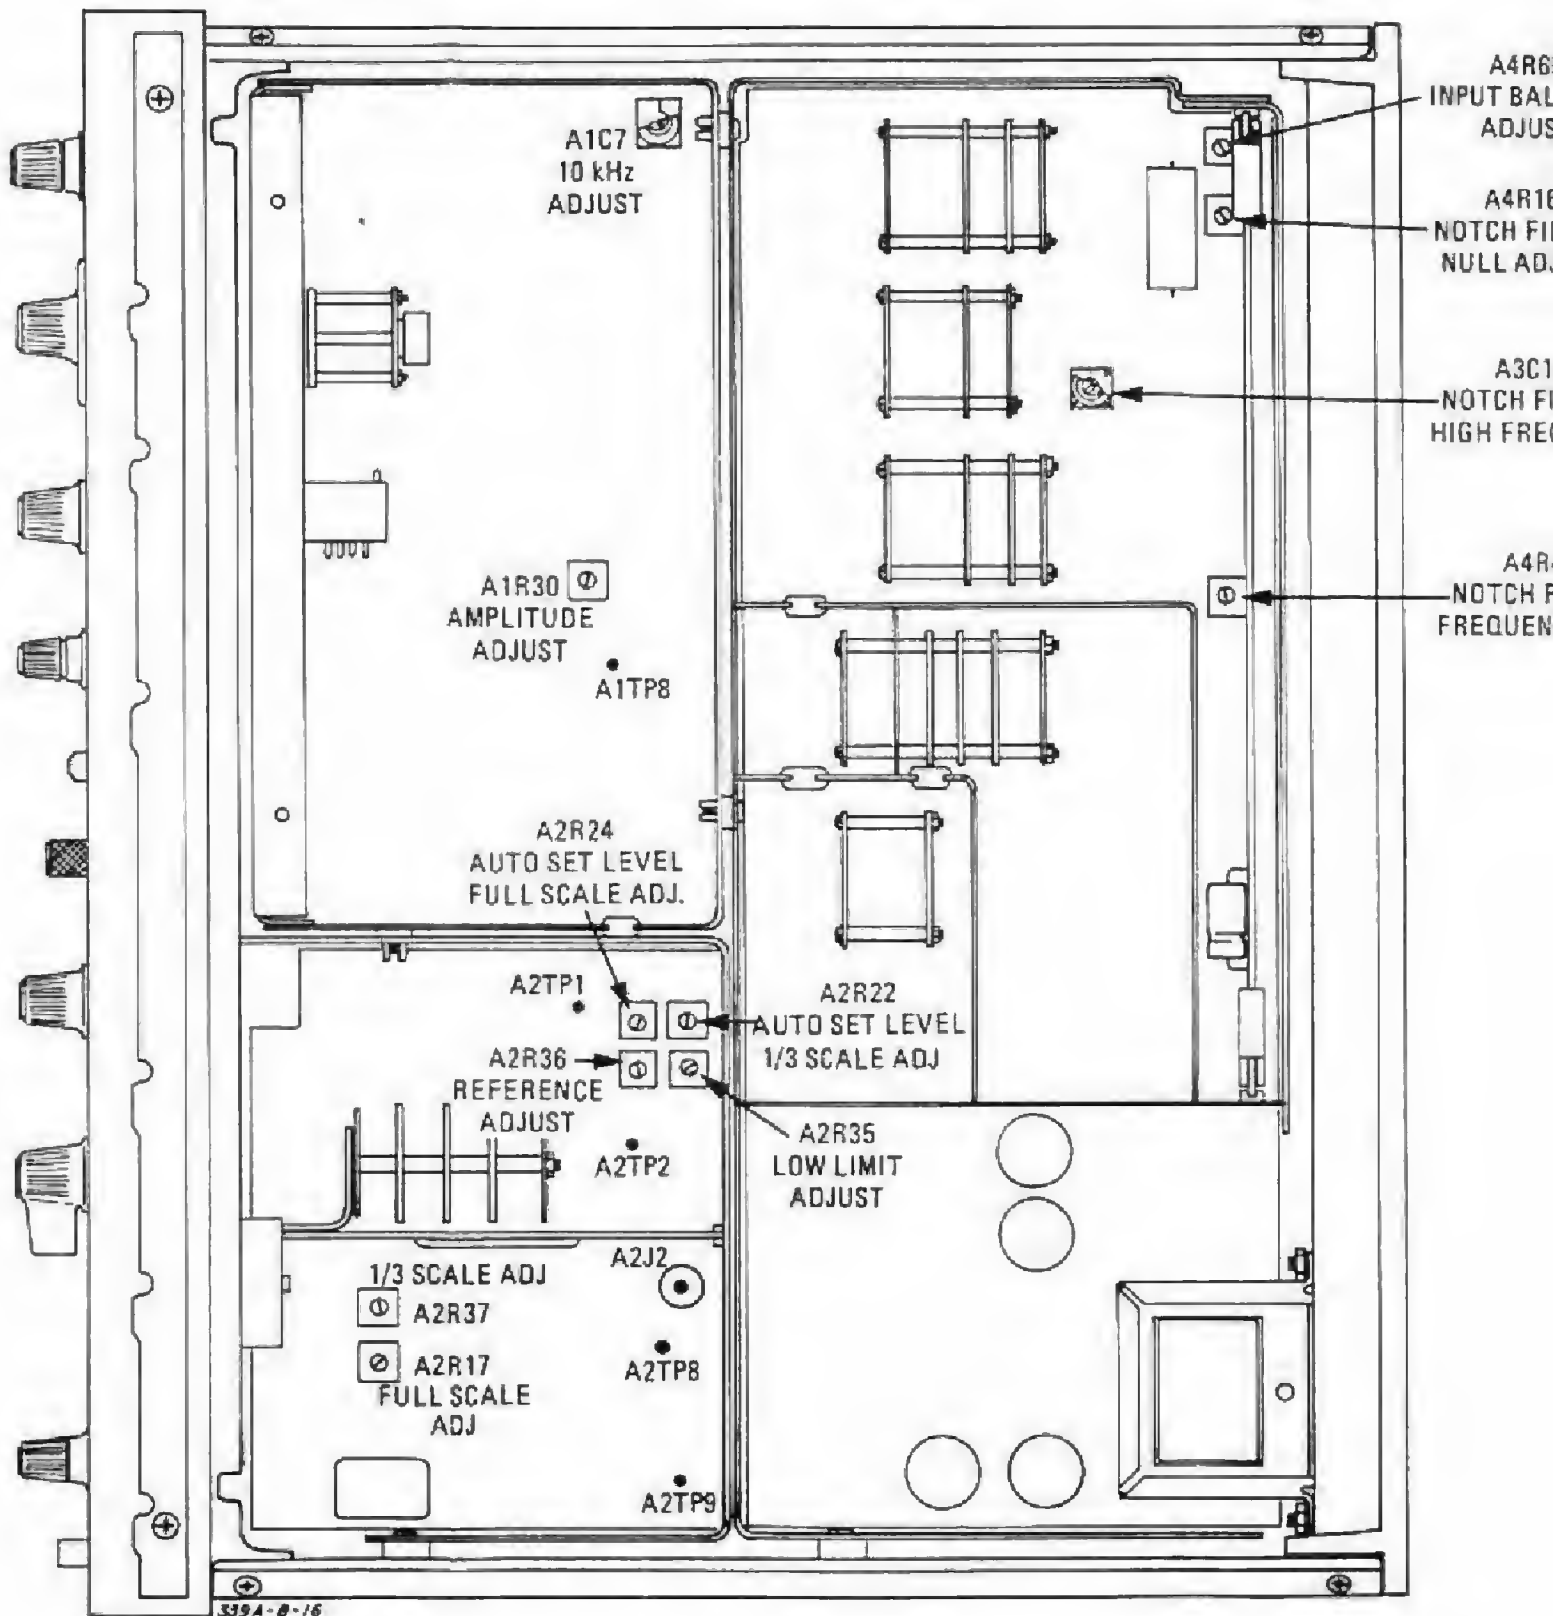 A1C7
10 kHz
ADJUST
INPUT
NOTCH
NULL
NOTCH
HIGH
A1R30
AMPLITUDE
ADJUST
A1TP8
NOTCH
A2R24
AUTO SET LEVEL
FULL SCALE ADJ.
A2TP1
A2R22
AUTO SET LEVEL
1/3 SCALE ADJ
A2R36
REFERENCE
ADJUST
A2TP2
A2R35
LOW LIMIT
ADJUST
1/3 SCALE ADJ
A2J2
A2R37
A2R17
FULL SCALE
ADJ
A2TP8
A2TP9
339A-B-16